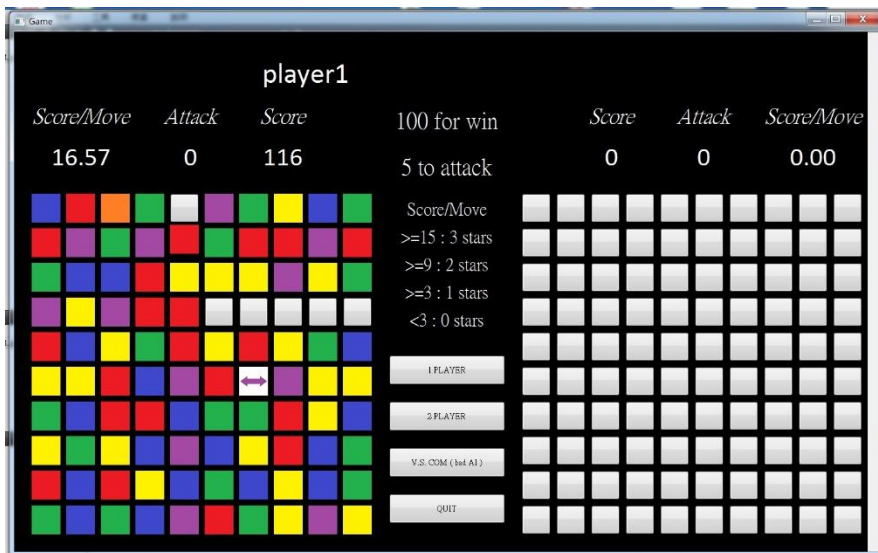 Game
player1
Score/Move Attack Score
16.57 0 116
100 for win
5 to attack
Score/Move
>=15 : 3 stars
>=9 : 2 stars
>=3 : 1 stars
<3 : 0 stars
1 PLAYER
2 PLAYER
V.S. COM ( bad AI )
QUIT
Score Attack Score/Move
0 0 0.00